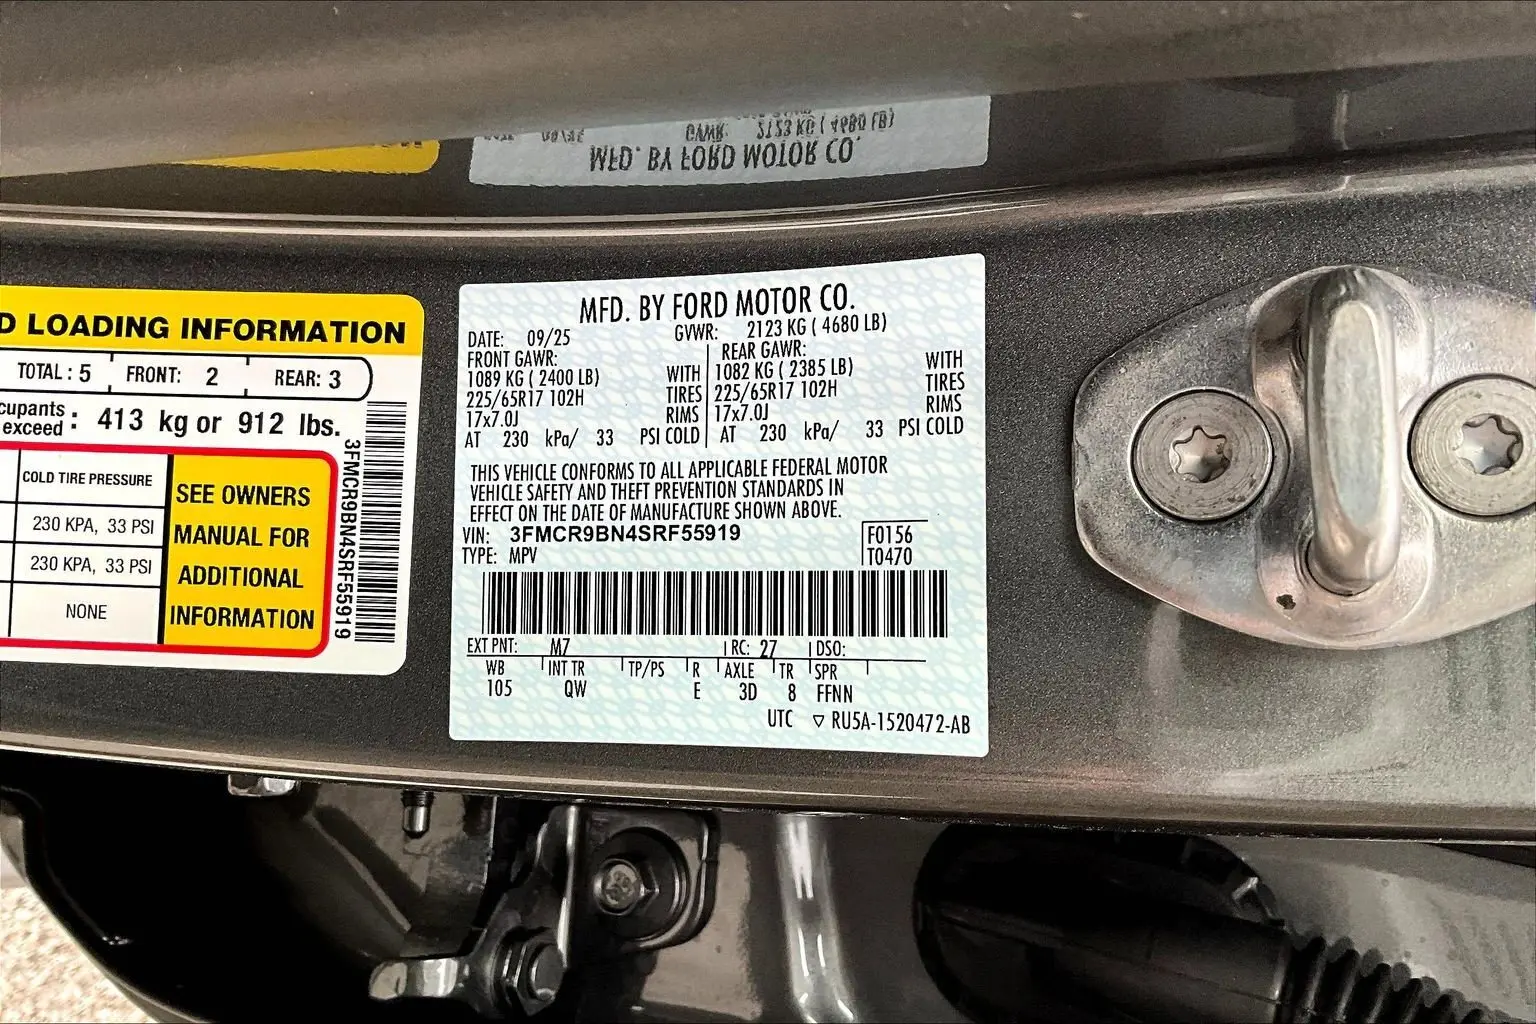 D LOADING INFORMATION
TOTAL : 5 FRONT: 2 REAR: 3
cupants
exceed : 413 kg or 912 lbs.
COLD TIRE PRESSURE
230 KPA, 33 PSI
230 KPA, 33 PSI
NONE
SEE OWNERS
MANUAL FOR
ADDITIONAL
INFORMATION
3FMCR9BN4SRF55919
MFD. BY FORD MOTOR CO.
DATE: 09/25 GVWR: 2123 KG ( 4680 LB)
FRONT GAWR: REAR GAWR:
1089 KG ( 2400 LB) WITH 1082 KG ( 2385 LB) WITH
225/65R17 102H TIRES 225/65R17 102H TIRES
17x7.0J RIMS 17x7.0J RIMS
AT 230 kPa/ 33 PSI COLD AT 230 kPa/ 33 PSI COLD
THIS VEHICLE CONFORMS TO ALL APPLICABLE FEDERAL MOTOR
VEHICLE SAFETY AND THEFT PREVENTION STANDARDS IN
EFFECT ON THE DATE OF MANUFACTURE SHOWN ABOVE.
VIN: 3FMCR9BN4SRF55919 F0156
TYPE: MPV T0470
EXT PNT: M7 RC: 27 DSO:
WB INT TR TP/PS R AXLE TR SPR
105 QW E 3D 8 FFNN
UTC ▽ RU5A-1520472-AB